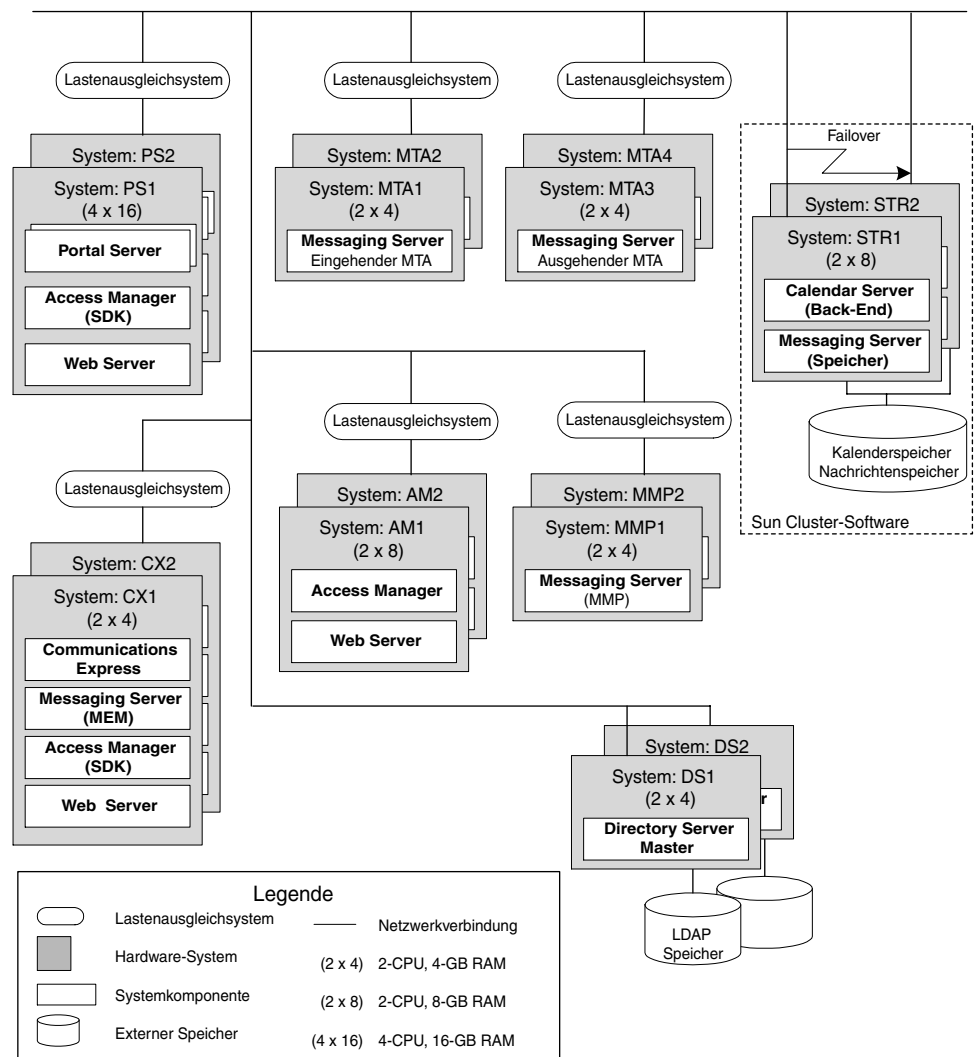 Lastenausgleichsystem
Lastenausgleichsystem
Lastenausgleichsystem
System: PS2
System: PS1
(4 x 16)
Portal Server
Access Manager
(SDK)
Web Server
System: MTA2
System: MTA1
(2 x 4)
Messaging Server
Eingehender MTA
System: MTA4
System: MTA3
(2 x 4)
Messaging Server
Ausgehender MTA
Failover
System: STR2
System: STR1
(2 x 8)
Calendar Server
(Back-End)
Messaging Server
(Speicher)
Kalenderspeicher
Nachrichtenspeicher
Sun Cluster-Software
Lastenausgleichsystem
Lastenausgleichsystem
Lastenausgleichsystem
System: CX2
System: CX1
(2 x 4)
Communications
Express
Messaging Server
(MEM)
Access Manager
(SDK)
Web Server
System: AM2
System: AM1
(2 x 8)
Access Manager
Web Server
System: MMP2
System: MMP1
(2 x 4)
Messaging Server
(MMP)
System: DS2
System: DS1
(2 x 4)
Directory Server
Master
LDAP
Speicher
Legende
Lastenausgleichsystem
Hardware-System
Systemkomponente
Externer Speicher
Netzwerkverbindung
(2 x 4) 2-CPU, 4-GB RAM
(2 x 8) 2-CPU, 8-GB RAM
(4 x 16) 4-CPU, 16-GB RAM